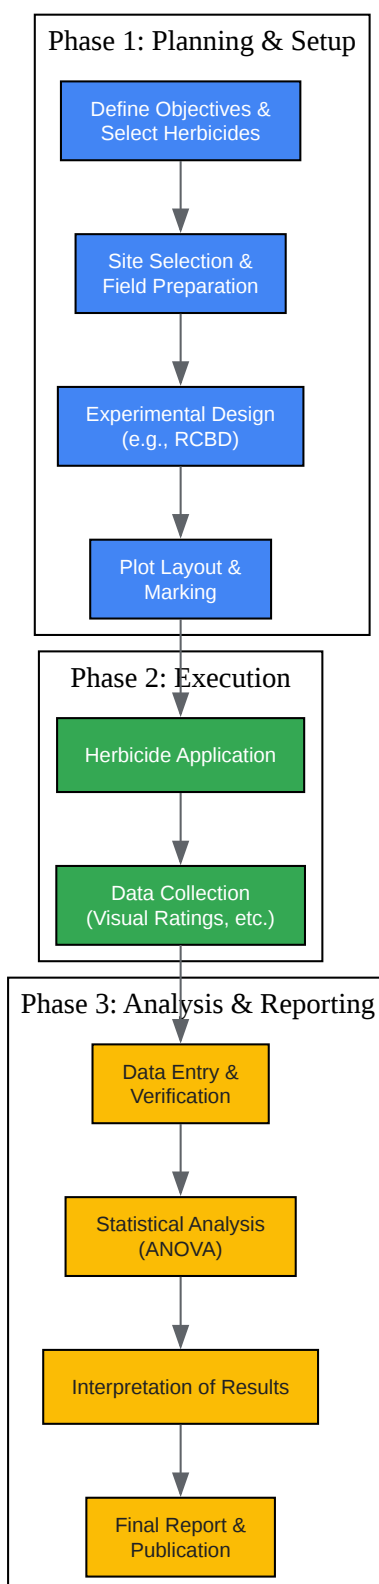 Phase 1: Planning & Setup
Define Objectives &
Select Herbicides
Site Selection &
Field Preparation
Experimental Design
(e.g., RCBD)
Plot Layout &
Marking
Phase 2: Execution
Herbicide Application
Data Collection
(Visual Ratings, etc.)
Phase 3: Analysis & Reporting
Data Entry &
Verification
Statistical Analysis
(ANOVA)
Interpretation of Results
Final Report &
Publication